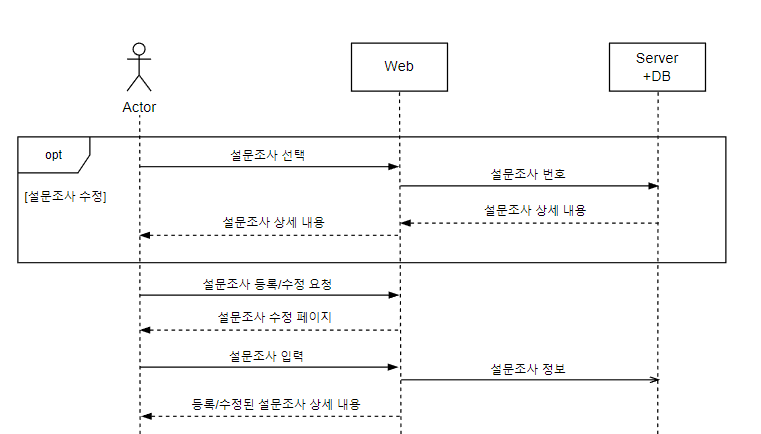 Actor
Web
Server
+DB
opt
[설문조사 수정]
설문조사 선택
설문조사 번호
설문조사 상세 내용
설문조사 상세 내용
설문조사 등록/수정 요청
설문조사 수정 페이지
설문조사 입력
설문조사 정보
등록/수정된 설문조사 상세 내용